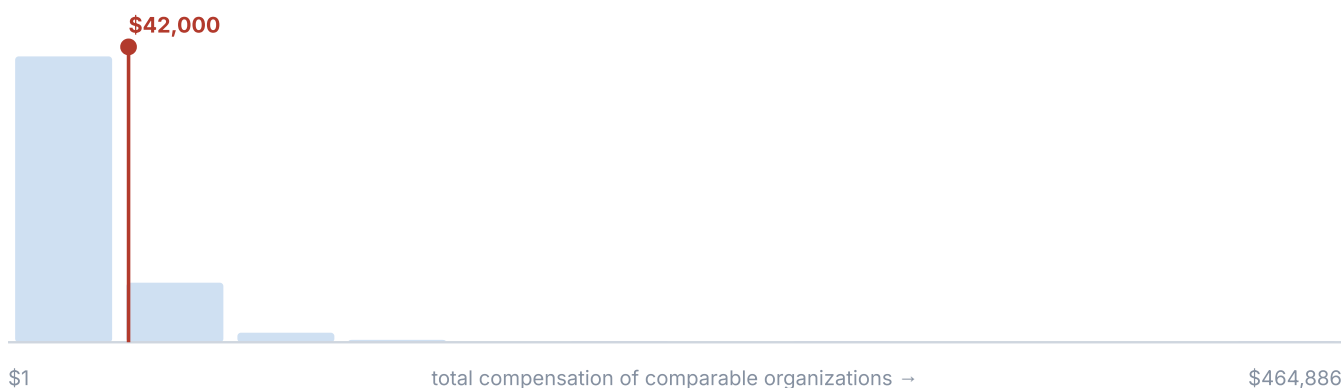 $42,000
$1
total compensation of comparable organizations →
$464,886